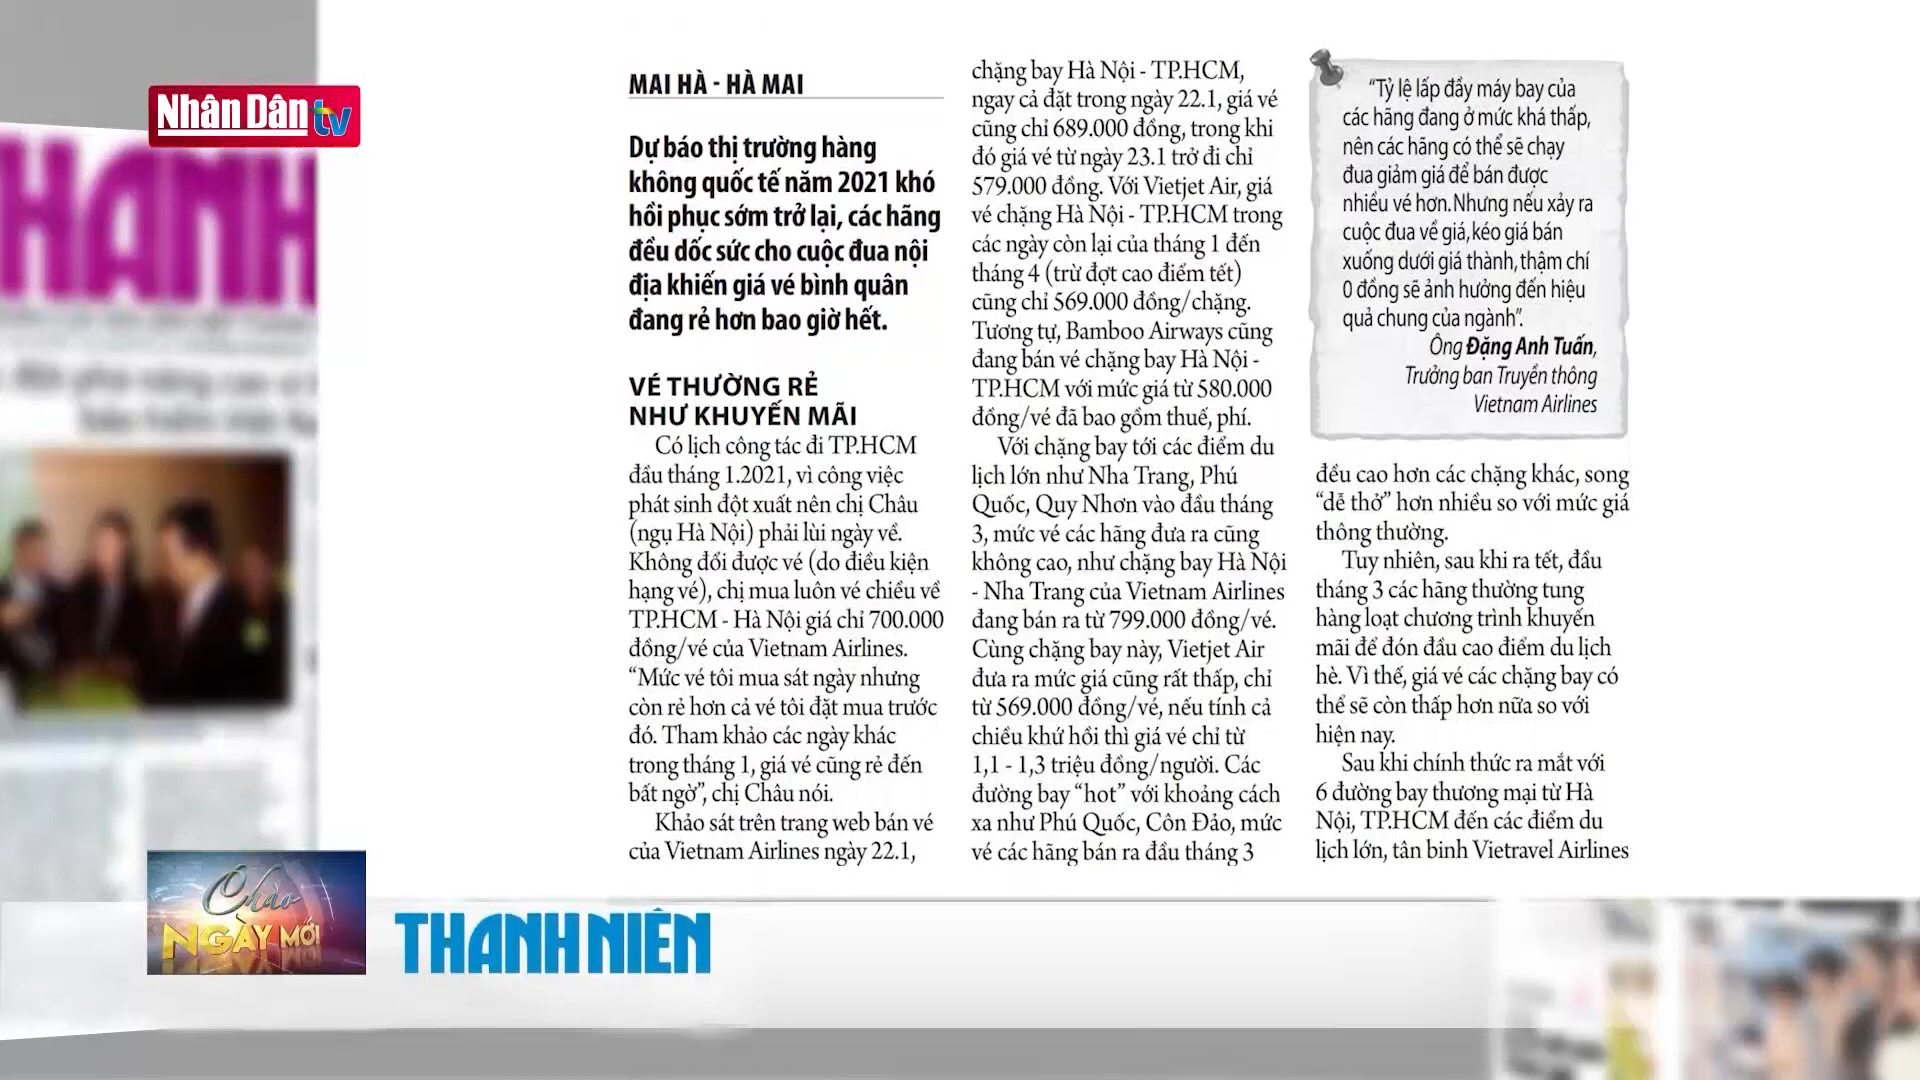 Nhân Dân tv
HANH
MAI HÀ - HÀ MAI
Dự báo thị trường hàng
không quốc tế năm 2021 khó
hồi phục sớm trở lại, các hãng
đều dốc sức cho cuộc đua nội
địa khiến giá vé bình quân
đang rẻ hơn bao giờ hết.
VÉ THƯỜNG RẺ
NHƯ KHUYẾN MÃI
Có lịch công tác đi TP.HCM
đầu tháng 1.2021, vì công việc
phát sinh đột xuất nên chị Châu
(ngụ Hà Nội) phải lùi ngày về.
Không đổi được vé (do điều kiện
hạng vé), chị mua luôn vé chiều về
TP.HCM - Hà Nội giá chỉ 700.000
đồng/vé của Vietnam Airlines.
“Mức vé tôi mua sát ngày nhưng
còn rẻ hơn cả vé tôi đặt mua trước
đó. Tham khảo các ngày khác
trong tháng 1, giá vé cũng rẻ đến
bất ngờ”, chị Châu nói.
Khảo sát trên trang web bán vé
của Vietnam Airlines ngày 22.1,
chặng bay Hà Nội - TP.HCM,
ngay cả đặt trong ngày 22.1, giá vé
cũng chỉ 689.000 đồng, trong khi
đó giá vé từ ngày 23.1 trở đi chỉ
579.000 đồng. Với Vietjet Air, giá
vé chặng Hà Nội - TP.HCM trong
các ngày còn lại của tháng 1 đến
tháng 4 (trừ đợt cao điểm tết)
cũng chỉ 569.000 đồng/chặng.
Tương tự, Bamboo Airways cũng
đang bán vé chặng bay Hà Nội -
TP.HCM với mức giá từ 580.000
đồng/vé đã bao gồm thuế, phí.
Với chặng bay tới các điểm du
lịch lớn như Nha Trang, Phú
Quốc, Quy Nhơn vào đầu tháng
3, mức vé các hãng đưa ra cũng
không cao, như chặng bay Hà Nội
- Nha Trang của Vietnam Airlines
đang bán ra từ 799.000 đồng/vé.
Cùng chặng bay này, Vietjet Air
đưa ra mức giá cũng rất thấp, chỉ
từ 569.000 đồng/vé, nếu tính cả
chiều khứ hồi thì giá vé chỉ từ
1,1 - 1,3 triệu đồng/người. Các
đường bay “hot” với khoảng cách
xa như Phú Quốc, Côn Đảo, mức
vé các hãng bán ra đầu tháng 3
“Tỷ lệ lấp đầy máy bay của
các hãng đang ở mức khá thấp,
nên các hãng có thể sẽ chạy
đua giảm giá để bán được
nhiều vé hơn. Nhưng nếu xảy ra
cuộc đua về giá, kéo giá bán
xuống dưới giá thành, thậm chí
0 đồng sẽ ảnh hưởng đến hiệu
quả chung của ngành”.
Ông Đặng Anh Tuấn,
Trưởng ban Truyền thông
Vietnam Airlines
đều cao hơn các chặng khác, song
“dễ thở” hơn nhiều so với mức giá
thông thường.
Tuy nhiên, sau khi ra tết, đầu
tháng 3 các hãng thường tung
hàng loạt chương trình khuyến
mãi để đón đầu cao điểm du lịch
hè. Vì thế, giá vé các chặng bay có
thể sẽ còn thấp hơn nữa so với
hiện nay.
Sau khi chính thức ra mắt với
6 đường bay thương mại từ Hà
Nội, TP.HCM đến các điểm du
lịch lớn, tân binh Vietravel Airlines
Chào
NGÀY MỚI
THANH NIÊN